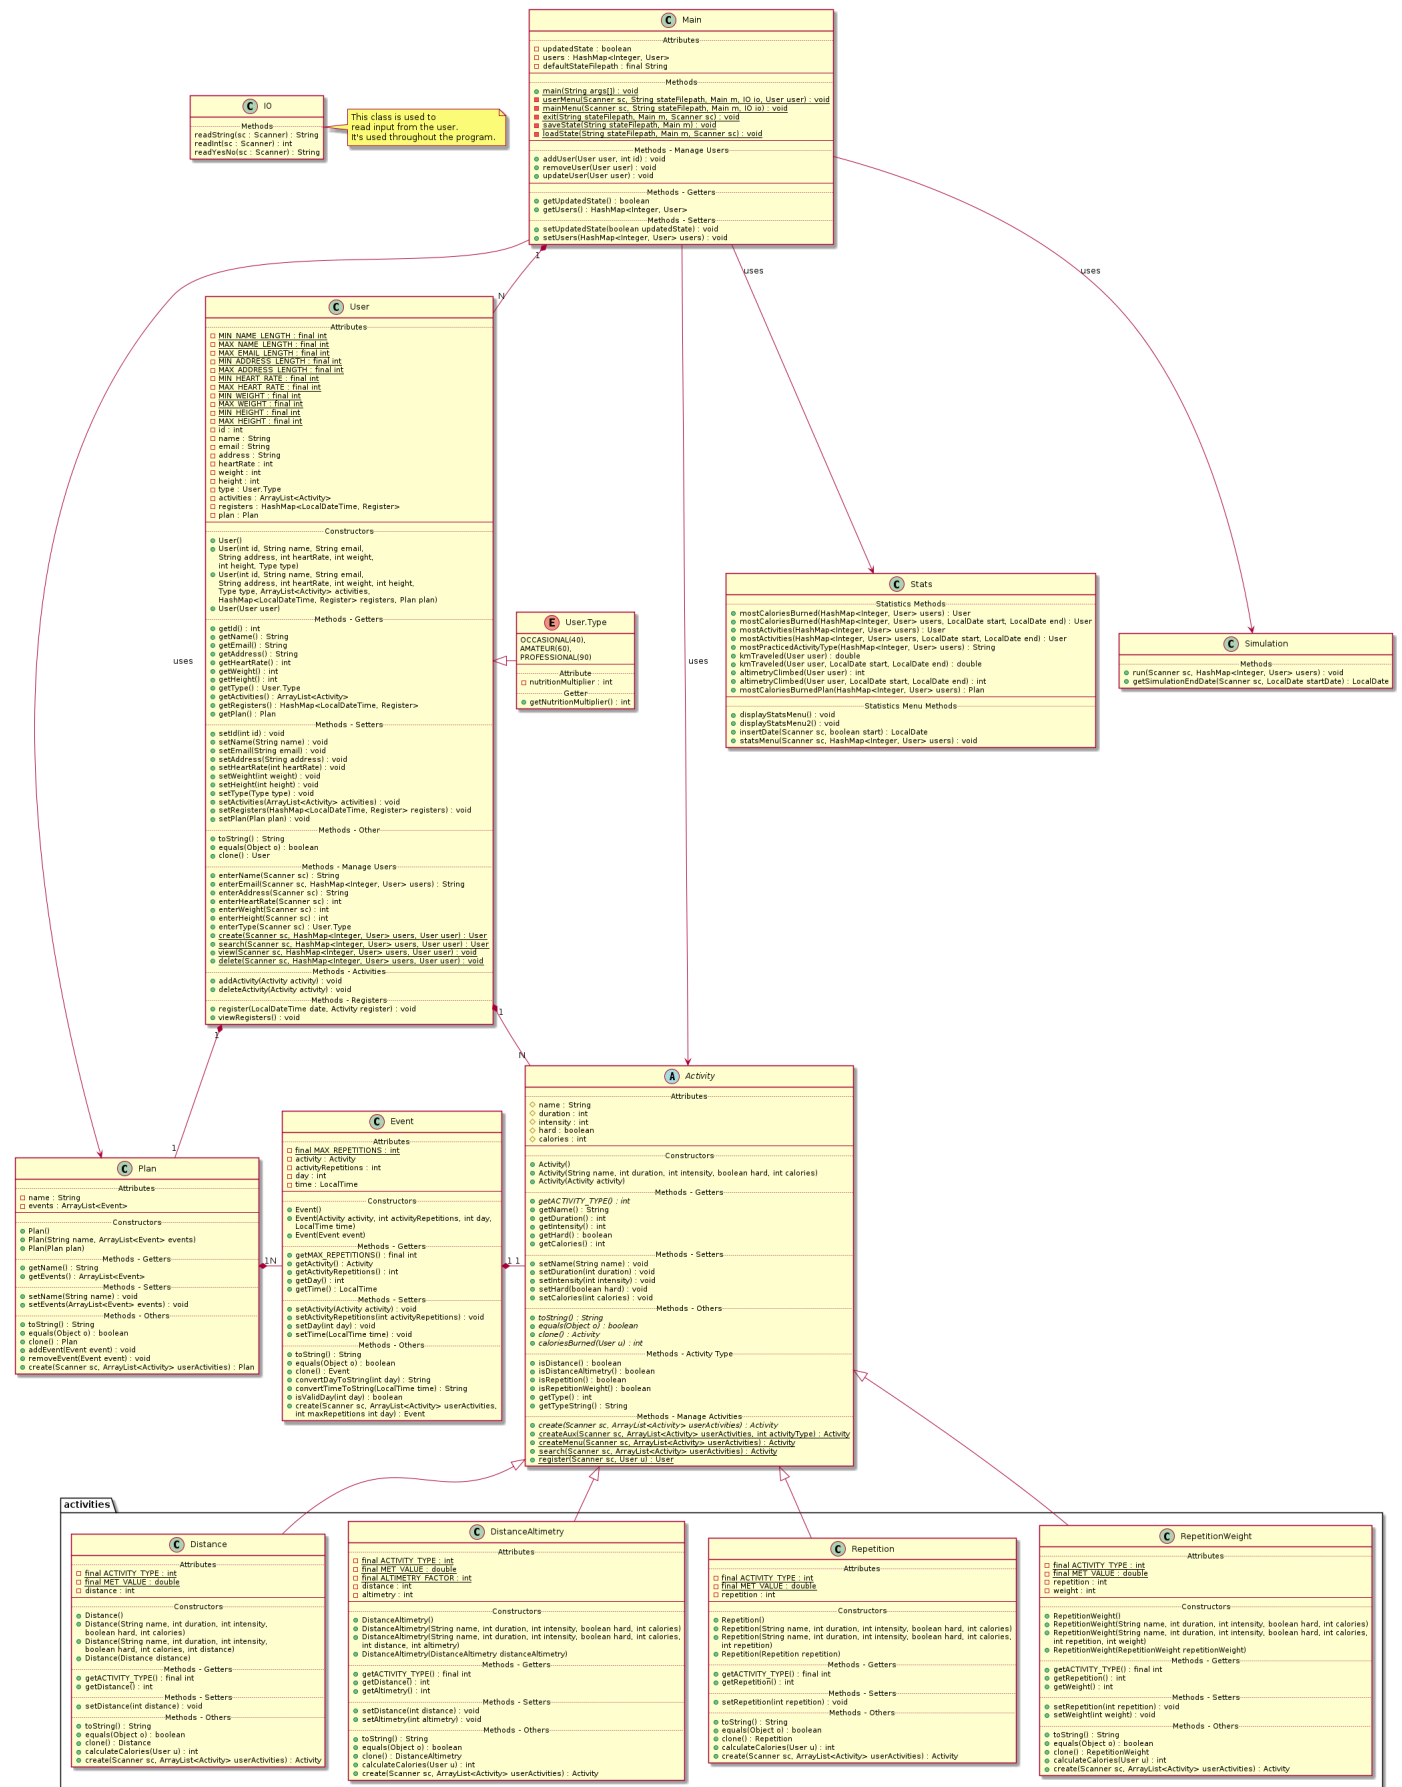 Main
Attributes
updatedState : boolean
users : HashMap<Integer, User>
defaultStateFilepath : final String
Methods
main(String args[]) : void
userMenu(Scanner sc, String stateFilepath, Main m, IO io, User user) : void
mainMenu(Scanner sc, String stateFilepath, Main m, IO io) : void
exit(String stateFilepath, Main m, Scanner sc) : void
saveState(String stateFilepath, Main m) : void
loadState(String stateFilepath, Main m, Scanner sc) : void
Methods - Manage Users
addUser(User user, int id) : void
removeUser(User user) : void
updateUser(User user) : void
Methods - Getters
getUpdatedState() : boolean
getUsers() : HashMap<Integer, User>
Methods - Setters
setUpdatedState(boolean updatedState) : void
setUsers(HashMap<Integer, User> users) : void
IO
Methods
readString(sc : Scanner) : String
readInt(sc : Scanner) : int
readYesNo(sc : Scanner) : String
This class is used to
read input from the user.
It's used throughout the program.
1
N
uses
uses
uses
uses
User
Attributes
MIN_NAME_LENGTH : final int
MAX_NAME_LENGTH : final int
MAX_EMAIL_LENGTH : final int
MIN_ADDRESS_LENGTH : final int
MAX_ADDRESS_LENGTH : final int
MIN_HEART_RATE : final int
MAX_HEART_RATE : final int
MIN_WEIGHT : final int
MAX_WEIGHT : final int
MIN_HEIGHT : final int
MAX_HEIGHT : final int
id : int
name : String
email : String
address : String
heartRate : int
weight : int
height : int
type : User.Type
activities : ArrayList<Activity>
registers : HashMap<LocalDateTime, Register>
plan : Plan
Constructors
User()
User(int id, String name, String email,
String address, int heartRate, int weight,
int height, Type type)
User(int id, String name, String email,
String address, int heartRate, int weight, int height,
Type type, ArrayList<Activity> activities,
HashMap<LocalDateTime, Register> registers, Plan plan)
User(User user)
Methods - Getters
getId() : int
getName() : String
getEmail() : String
getAddress() : String
getHeartRate() : int
getWeight() : int
getHeight() : int
getType() : User.Type
getActivities() : ArrayList<Activity>
getRegisters() : HashMap<LocalDateTime, Register>
getPlan() : Plan
Methods - Setters
setId(int id) : void
setName(String name) : void
setEmail(String email) : void
setAddress(String address) : void
setHeartRate(int heartRate) : void
setWeight(int weight) : void
setHeight(int height) : void
setType(Type type) : void
setActivities(ArrayList<Activity> activities) : void
setRegisters(HashMap<LocalDateTime, Register> registers) : void
setPlan(Plan plan) : void
Methods - Other
toString() : String
equals(Object o) : boolean
clone() : User
Methods - Manage Users
enterName(Scanner sc) : String
enterEmail(Scanner sc, HashMap<Integer, User> users) : String
enterAddress(Scanner sc) : String
enterHeartRate(Scanner sc) : int
enterWeight(Scanner sc) : int
enterHeight(Scanner sc) : int
enterType(Scanner sc) : User.Type
create(Scanner sc, HashMap<Integer, User> users, User user) : User
search(Scanner sc, HashMap<Integer, User> users, User user) : User
view(Scanner sc, HashMap<Integer, User> users, User user) : void
delete(Scanner sc, HashMap<Integer, User> users, User user) : void
Methods - Activities
addActivity(Activity activity) : void
deleteActivity(Activity activity) : void
Methods - Registers
register(LocalDateTime date, Activity register) : void
viewRegisters() : void
User.Type
OCCASIONAL(40),
AMATEUR(60),
PROFESSIONAL(90)
Attribute
nutritionMultiplier : int
Getter
getNutritionMultiplier() : int
Stats
Statistics Methods
mostCaloriesBurned(HashMap<Integer, User> users) : User
mostCaloriesBurned(HashMap<Integer, User> users, LocalDate start, LocalDate end) : User
mostActivities(HashMap<Integer, User> users) : User
mostActivities(HashMap<Integer, User> users, LocalDate start, LocalDate end) : User
mostPracticedActivityType(HashMap<Integer, User> users) : String
kmTraveled(User user) : double
kmTraveled(User user, LocalDate start, LocalDate end) : double
altimetryClimbed(User user) : int
altimetryClimbed(User user, LocalDate start, LocalDate end) : int
mostCaloriesBurnedPlan(HashMap<Integer, User> users) : Plan
Statistics Menu Methods
displayStatsMenu() : void
displayStatsMenu2() : void
insertDate(Scanner sc, boolean start) : LocalDate
statsMenu(Scanner sc, HashMap<Integer, User> users) : void
Simulation
Methods
run(Scanner sc, HashMap<Integer, User> users) : void
getSimulationEndDate(Scanner sc, LocalDate startDate) : LocalDate
1
1
1
N
Plan
Attributes
name : String
events : ArrayList<Event>
Constructors
Plan()
Plan(String name, ArrayList<Event> events)
Plan(Plan plan)
Methods - Getters
getName() : String
getEvents() : ArrayList<Event>
Methods - Setters
setName(String name) : void
setEvents(ArrayList<Event> events) : void
Methods - Others
toString() : String
equals(Object o) : boolean
clone() : Plan
addEvent(Event event) : void
removeEvent(Event event) : void
create(Scanner sc, ArrayList<Activity> userActivities) : Plan
1 N
Event
Attributes
final MAX_REPETITIONS : int
activity : Activity
activityRepetitions : int
day : int
time : LocalTime
Constructors
Event()
Event(Activity activity, int activityRepetitions, int day,
LocalTime time)
Event(Event event)
Methods - Getters
getMAX_REPETITIONS() : final int
getActivity() : Activity
getActivityRepetitions() : int
getDay() : int
getTime() : LocalTime
Methods - Setters
setActivity(Activity activity) : void
setActivityRepetitions(int activityRepetitions) : void
setDay(int day) : void
setTime(LocalTime time) : void
Methods - Others
toString() : String
equals(Object o) : boolean
clone() : Event
convertDayToString(int day) : String
convertTimeToString(LocalTime time) : String
isValidDay(int day) : boolean
create(Scanner sc, ArrayList<Activity> userActivities,
int maxRepetitions int day) : Event
1 1
Activity
Attributes
name : String
duration : int
intensity : int
hard : boolean
calories : int
Constructors
Activity()
Activity(String name, int duration, int intensity, boolean hard, int calories)
Activity(Activity activity)
Methods - Getters
getACTIVITY_TYPE() : int
getName() : String
getDuration() : int
getIntensity() : int
getHard() : boolean
getCalories() : int
Methods - Setters
setName(String name) : void
setDuration(int duration) : void
setIntensity(int intensity) : void
setHard(boolean hard) : void
setCalories(int calories) : void
Methods - Others
toString() : String
equals(Object o) : boolean
clone() : Activity
caloriesBurned(User u) : int
Methods - Activity Type
isDistance() : boolean
isDistanceAltimetry() : boolean
isRepetition() : boolean
isRepetitionWeight() : boolean
getType() : int
getTypeString() : String
Methods - Manage Activities
create(Scanner sc, ArrayList<Activity> userActivities) : Activity
createAux(Scanner sc, ArrayList<Activity> userActivities, int activityType) : Activity
createMenu(Scanner sc, ArrayList<Activity> userActivities) : Activity
search(Scanner sc, ArrayList<Activity> userActivities) : Activity
register(Scanner sc, User u) : User
activities
Distance
Attributes
final ACTIVITY_TYPE : int
final MET_VALUE : double
distance : int
Constructors
Distance()
Distance(String name, int duration, int intensity,
boolean hard, int calories)
Distance(String name, int duration, int intensity,
boolean hard, int calories, int distance)
Distance(Distance distance)
Methods - Getters
getACTIVITY_TYPE() : final int
getDistance() : int
Methods - Setters
setDistance(int distance) : void
Methods - Others
toString() : String
equals(Object o) : boolean
clone() : Distance
calculateCalories(User u) : int
create(Scanner sc, ArrayList<Activity> userActivities) : Activity
DistanceAltimetry
Attributes
final ACTIVITY_TYPE : int
final MET_VALUE : double
final ALTIMETRY_FACTOR : int
distance : int
altimetry : int
Constructors
DistanceAltimetry()
DistanceAltimetry(String name, int duration, int intensity, boolean hard, int calories)
DistanceAltimetry(String name, int duration, int intensity, boolean hard, int calories,
int distance, int altimetry)
DistanceAltimetry(DistanceAltimetry distanceAltimetry)
Methods - Getters
getACTIVITY_TYPE() : final int
getDistance() : int
getAltimetry() : int
Methods - Setters
setDistance(int distance) : void
setAltimetry(int altimetry) : void
Methods - Others
toString() : String
equals(Object o) : boolean
clone() : DistanceAltimetry
calculateCalories(User u) : int
create(Scanner sc, ArrayList<Activity> userActivities) : Activity
Repetition
Attributes
final ACTIVITY_TYPE : int
final MET_VALUE : double
repetition : int
Constructors
Repetition()
Repetition(String name, int duration, int intensity, boolean hard, int calories)
Repetition(String name, int duration, int intensity, boolean hard, int calories,
int repetition)
Repetition(Repetition repetition)
Methods - Getters
getACTIVITY_TYPE() : final int
getRepetition() : int
Methods - Setters
setRepetition(int repetition) : void
Methods - Others
toString() : String
equals(Object o) : boolean
clone() : Repetition
calculateCalories(User u) : int
create(Scanner sc, ArrayList<Activity> userActivities) : Activity
RepetitionWeight
Attributes
final ACTIVITY_TYPE : int
final MET_VALUE : double
repetition : int
weight : int
Constructors
RepetitionWeight()
RepetitionWeight(String name, int duration, int intensity, boolean hard, int calories)
RepetitionWeight(String name, int duration, int intensity, boolean hard, int calories,
int repetition, int weight)
RepetitionWeight(RepetitionWeight repetitionWeight)
Methods - Getters
getACTIVITY_TYPE() : final int
getRepetition() : int
getWeight() : int
Methods - Setters
setRepetition(int repetition) : void
setWeight(int weight) : void
Methods - Others
toString() : String
equals(Object o) : boolean
clone() : RepetitionWeight
calculateCalories(User u) : int
create(Scanner sc, ArrayList<Activity> userActivities) : Activity